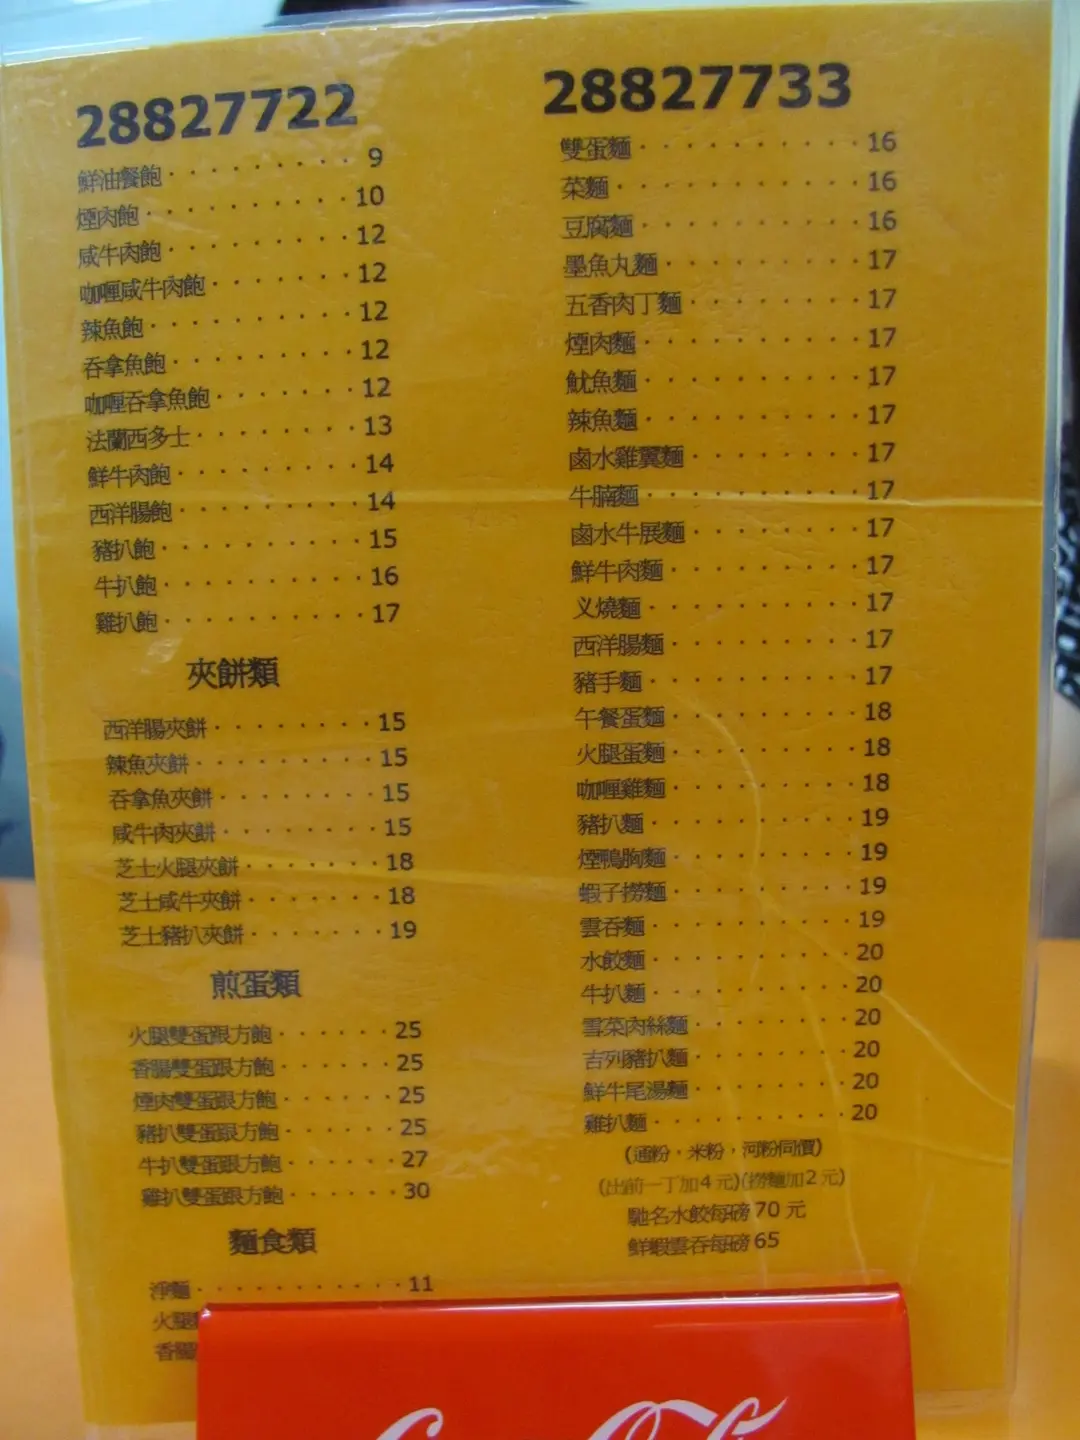 28827722
鮮油餐飽 · · · · · · · · · 9
煙肉飽 · · · · · · · · · · 10
咸牛肉飽 · · · · · · · · · 12
咖喱咸牛肉飽 · · · · · · · 12
辣魚飽 · · · · · · · · · · 12
吞拿魚飽 · · · · · · · · · 12
咖喱吞拿魚飽 · · · · · · · 12
法蘭西多士 · · · · · · · · 13
鮮牛肉飽 · · · · · · · · · 14
西洋腸飽 · · · · · · · · · 14
豬扒飽 · · · · · · · · · · 15
牛扒飽 · · · · · · · · · · 16
雞扒飽 · · · · · · · · · · 17
夾餅類
西洋腸夾餅 · · · · · · · · 15
辣魚夾餅 · · · · · · · · · 15
吞拿魚夾餅 · · · · · · · · 15
咸牛肉夾餅 · · · · · · · · 15
芝士火腿夾餅 · · · · · · · 18
芝士咸牛夾餅 · · · · · · · 18
芝士豬扒夾餅 · · · · · · · 19
煎蛋類
火腿雙蛋跟方飽 · · · · · · 25
香腸雙蛋跟方飽 · · · · · · 25
煙肉雙蛋跟方飽 · · · · · · 25
豬扒雙蛋跟方飽 · · · · · · 25
牛扒雙蛋跟方飽 · · · · · · 27
雞扒雙蛋跟方飽 · · · · · · 30
麵食類
淨麵 · · · · · · · · · · · 11
火腿
香腸
28827733
雙蛋麵 · · · · · · · · · · 16
菜麵 · · · · · · · · · · · 16
豆腐麵 · · · · · · · · · · 16
墨魚丸麵 · · · · · · · · · 17
五香肉丁麵 · · · · · · · · 17
煙肉麵 · · · · · · · · · · 17
魷魚麵 · · · · · · · · · · 17
辣魚麵 · · · · · · · · · · 17
鹵水雞翼麵 · · · · · · · · 17
牛腩麵 · · · · · · · · · · 17
鹵水牛展麵 · · · · · · · · 17
鮮牛肉麵 · · · · · · · · · 17
义燒麵 · · · · · · · · · · 17
西洋腸麵 · · · · · · · · · 17
豬手麵 · · · · · · · · · · 17
午餐蛋麵 · · · · · · · · · 18
火腿蛋麵 · · · · · · · · · 18
咖喱雞麵 · · · · · · · · · 18
豬扒麵 · · · · · · · · · · 19
煙鴨胸麵 · · · · · · · · · 19
蝦子撈麵 · · · · · · · · · 19
雲吞麵 · · · · · · · · · · 19
水餃麵 · · · · · · · · · · 20
牛扒麵 · · · · · · · · · · 20
雪菜肉絲麵 · · · · · · · · 20
吉列豬扒麵 · · · · · · · · 20
鮮牛尾湯麵 · · · · · · · · 20
雞扒麵 · · · · · · · · · · 20
(通粉，米粉，河粉同價)
(出前一丁加4元)(撈麵加2元)
馳名水餃每磅70元
鮮蝦雲吞每磅65